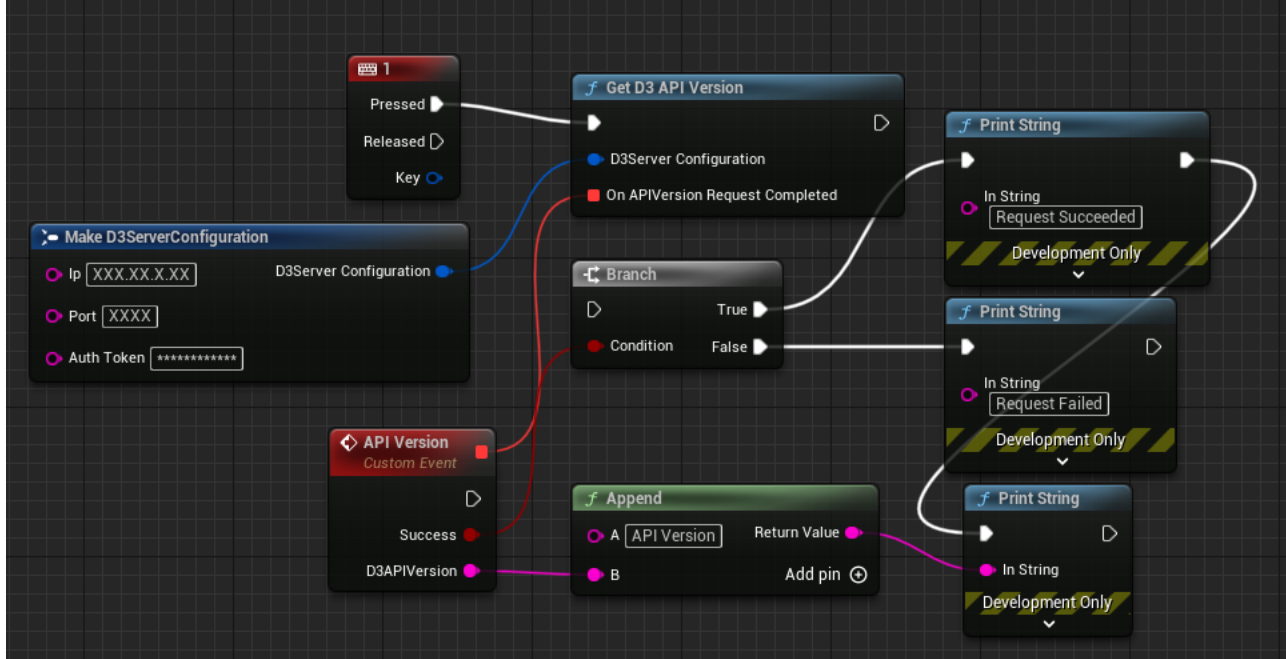 1
Pressed
Released
Key
Get D3 API Version
D3Server Configuration
On APIVersion Request Completed
Print String
In String
Request Succeeded
Development Only
Make D3ServerConfiguration
Ip XXX.XX.X.XX
D3Server Configuration
Port XXXX
Auth Token ************
Branch
True
Condition
False
Print String
In String
Request Failed
Development Only
API Version
Custom Event
Success
D3APIVersion
Append
A API Version
Return Value
B
Add pin
Print String
In String
Development Only